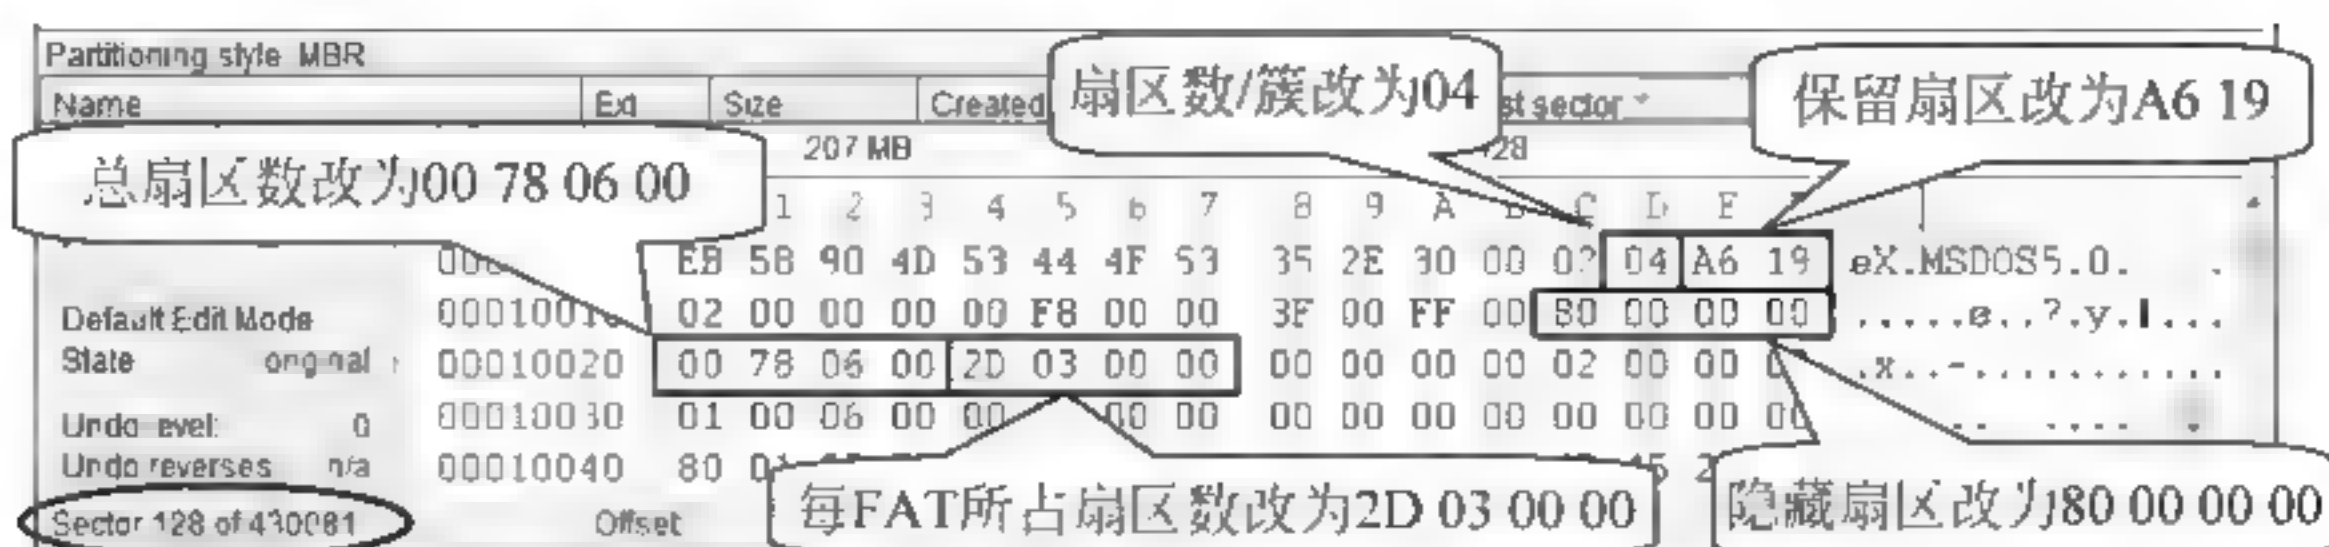 Partitioning style MBR
扇区数/簇改为04
保留扇区改为A6 19
Name Ext Size Created st sector
207 MB 28
总扇区数改为00 78 06 00
1 2 3 4 5 6 7 8 9 A B C D E
EB 58 90 4D 53 44 4F 53 35 2E 30 00 02 04 A6 19 eX.MSDOS5.0. .
Default Edit Mode 00010010 02 00 00 00 00 F8 00 00 3F 00 FF 00 80 00 00 00
State original 00010020 00 78 06 00 2D 03 00 00 00 00 00 00 02 00 00
Undo level: 0 00010030 01 00 06 00 00 00 00 00 00 00 00 00 00 00
Undo reverses n/a 00010040 80
每FAT所占扇区数改为2D 03 00 00
隐藏扇区改为80 00 00 00
Sector 128 of Offset